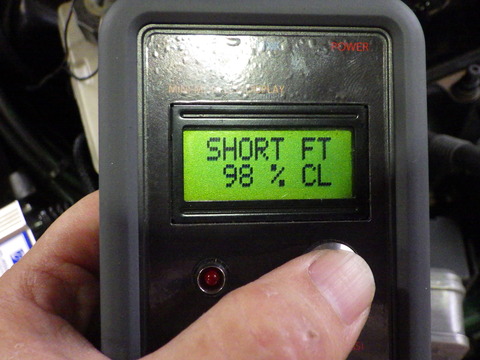 POWER
SHORT FT
98 % CL